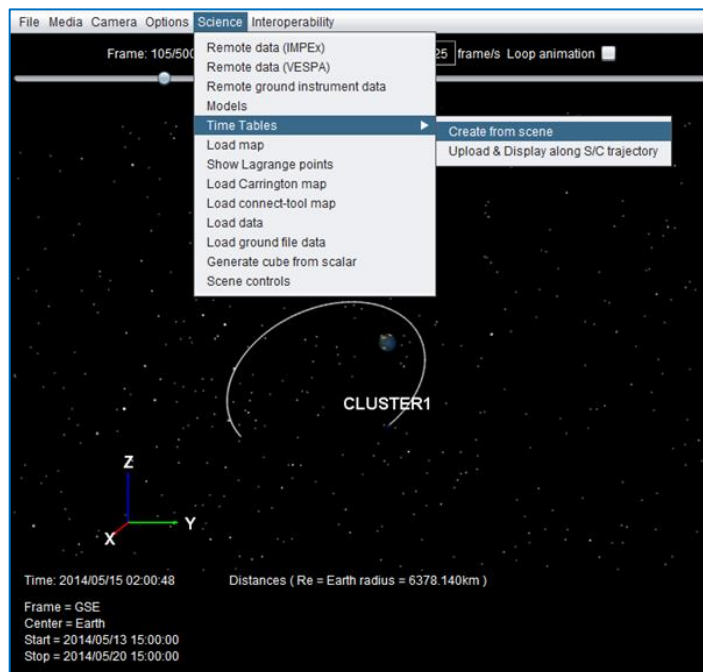 File Media Camera Options Science Interoperability
Frame: 105/500
25 frame/s Loop animation
Remote data (IMPEx)
Remote data (VESPA)
Remote ground instrument data
Models
Time Tables
Create from scene
Upload & Display along S/C trajectory
Load map
Show Lagrange points
Load Carrington map
Load connect-tool map
Load data
Load ground file data
Generate cube from scalar
Scene controls
CLUSTER1
Z
Y
X
Time: 2014/05/15 02:00:48 Distances ( Re = Earth radius = 6378.140km )
Frame = GSE
Center = Earth
Start = 2014/05/13 15:00:00
Stop = 2014/05/20 15:00:00